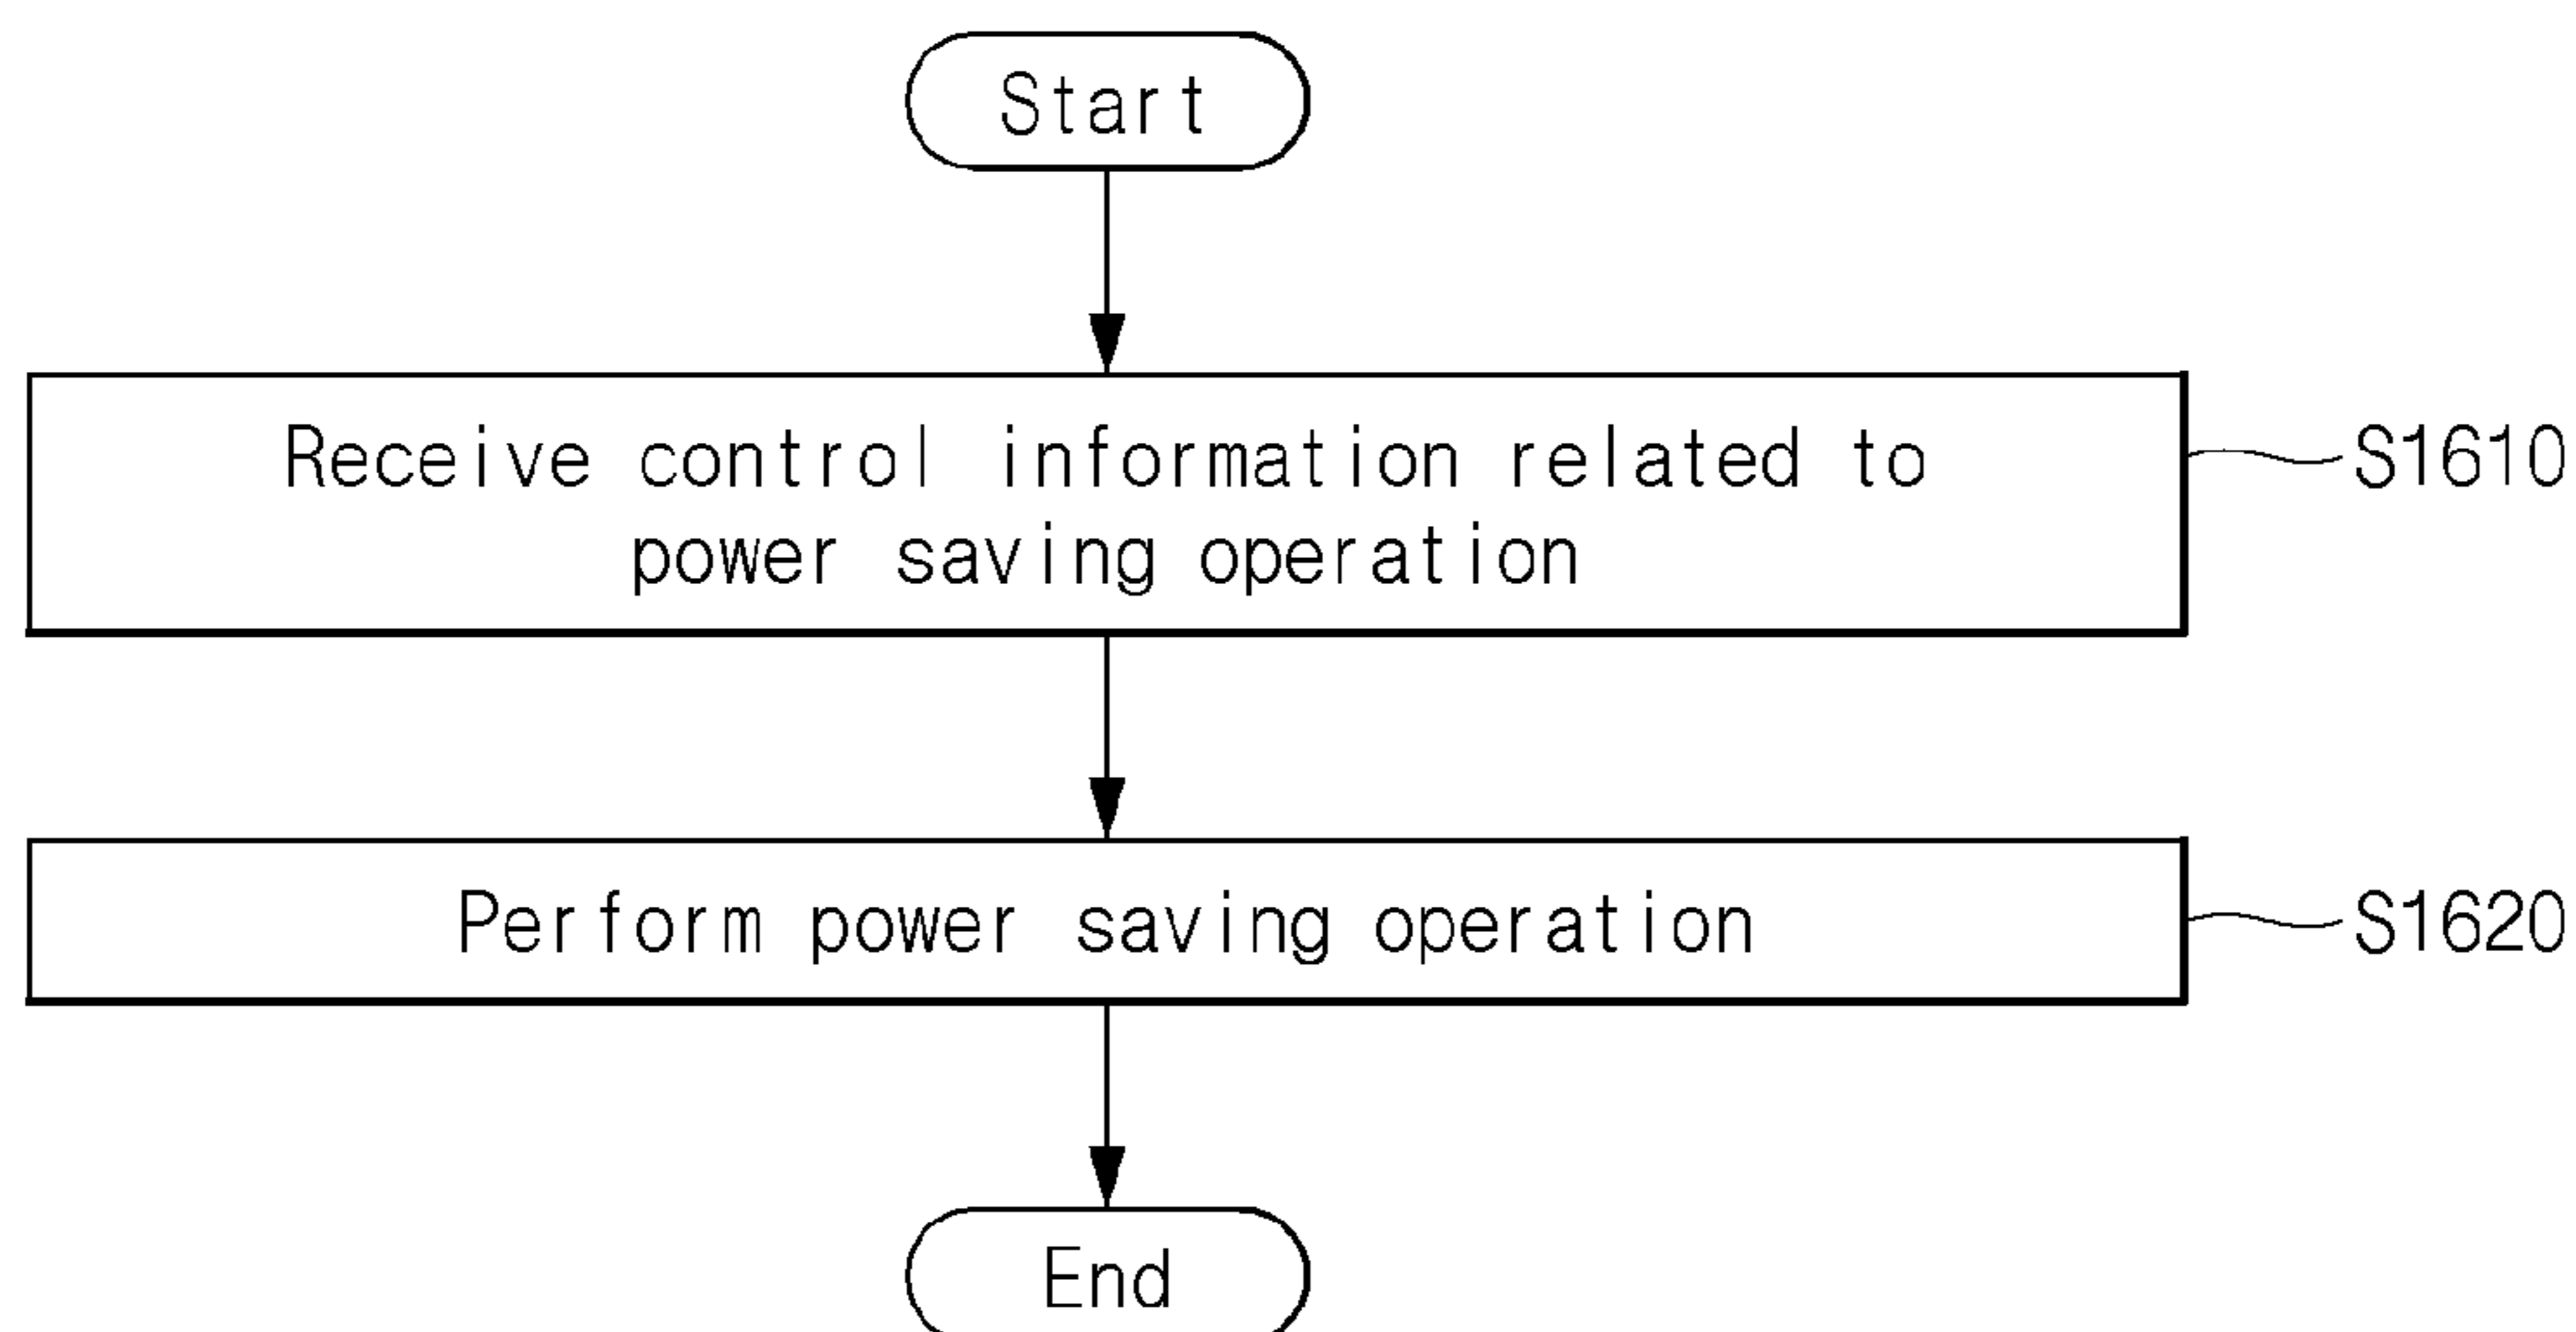 Start
Receive control information related to
power saving operation
S1610
Perform power saving operation
S1620
End